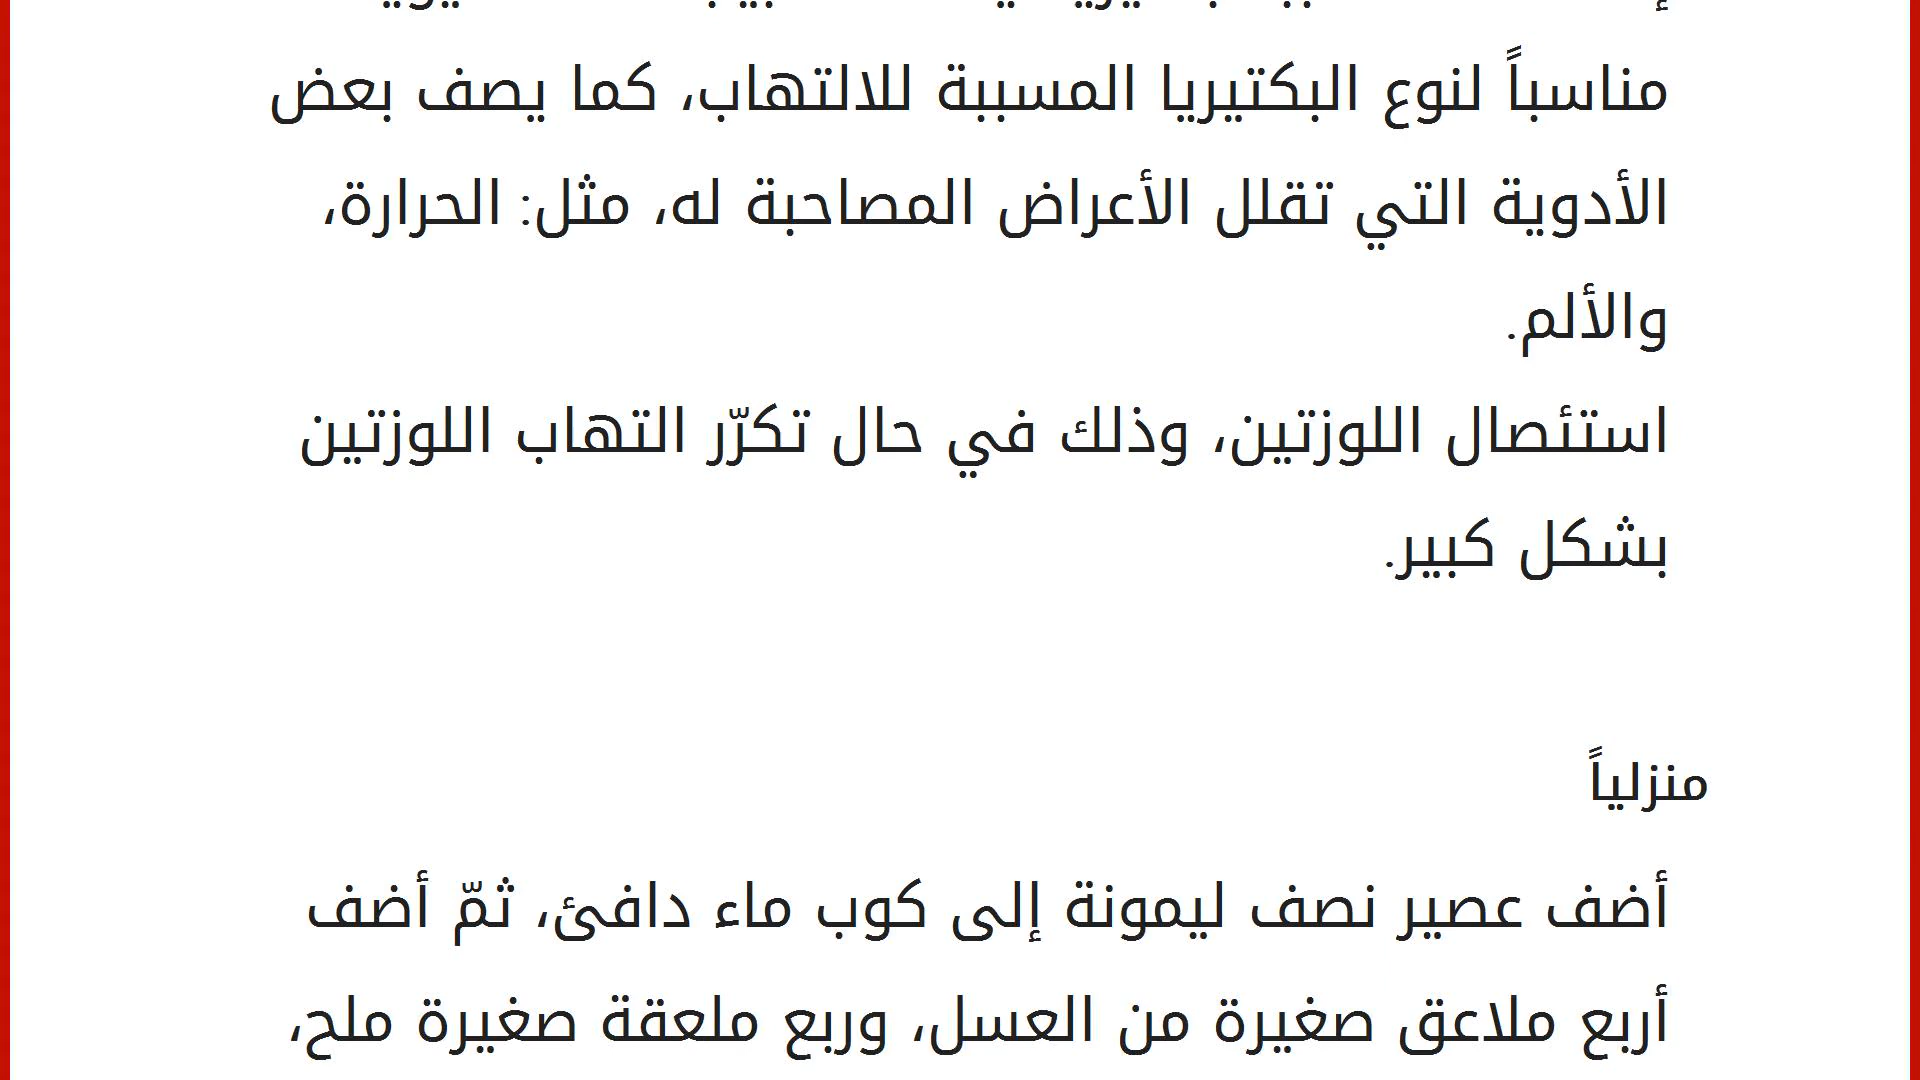 مناسباً لنوع البكتيريا المسببة للالتهاب، كما يصف بعض
الأدوية التي تقلل الأعراض المصاحبة له، مثل: الحرارة،
والألم.
استئصال اللوزتين، وذلك في حال تكرّر التهاب اللوزتين
بشكل كبير.
منزلياً
أضف عصير نصف ليمونة إلى كوب ماء دافئ، ثمّ أضف
أربع ملاعق صغيرة من العسل، وربع ملعقة صغيرة ملح،